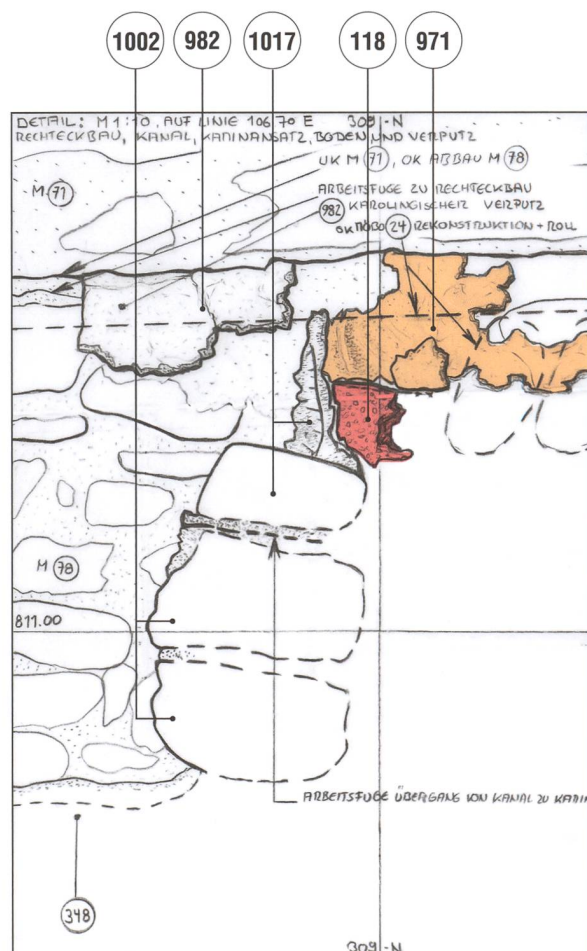 1002 982 1017 118 971
DETAIL: M 1:10, AUF LINIE 106 70 E 309 -N
RECHTECKBAU, KANAL, KAMINANSATZ, BODEN UND VERPUTZ
UK M 71, OK ABBAU M 78
M 71
ARBEITSFUGE ZU RECHTECKBAU
982 KAROLINGISCHER VERPUTZ
OK MÖBO 24 REKONSTRUKTION + ROLL
M 78
811.00
ARBEITSFUGE ÜBERGANG VON KANAL ZU KAMIN
348
309 -N